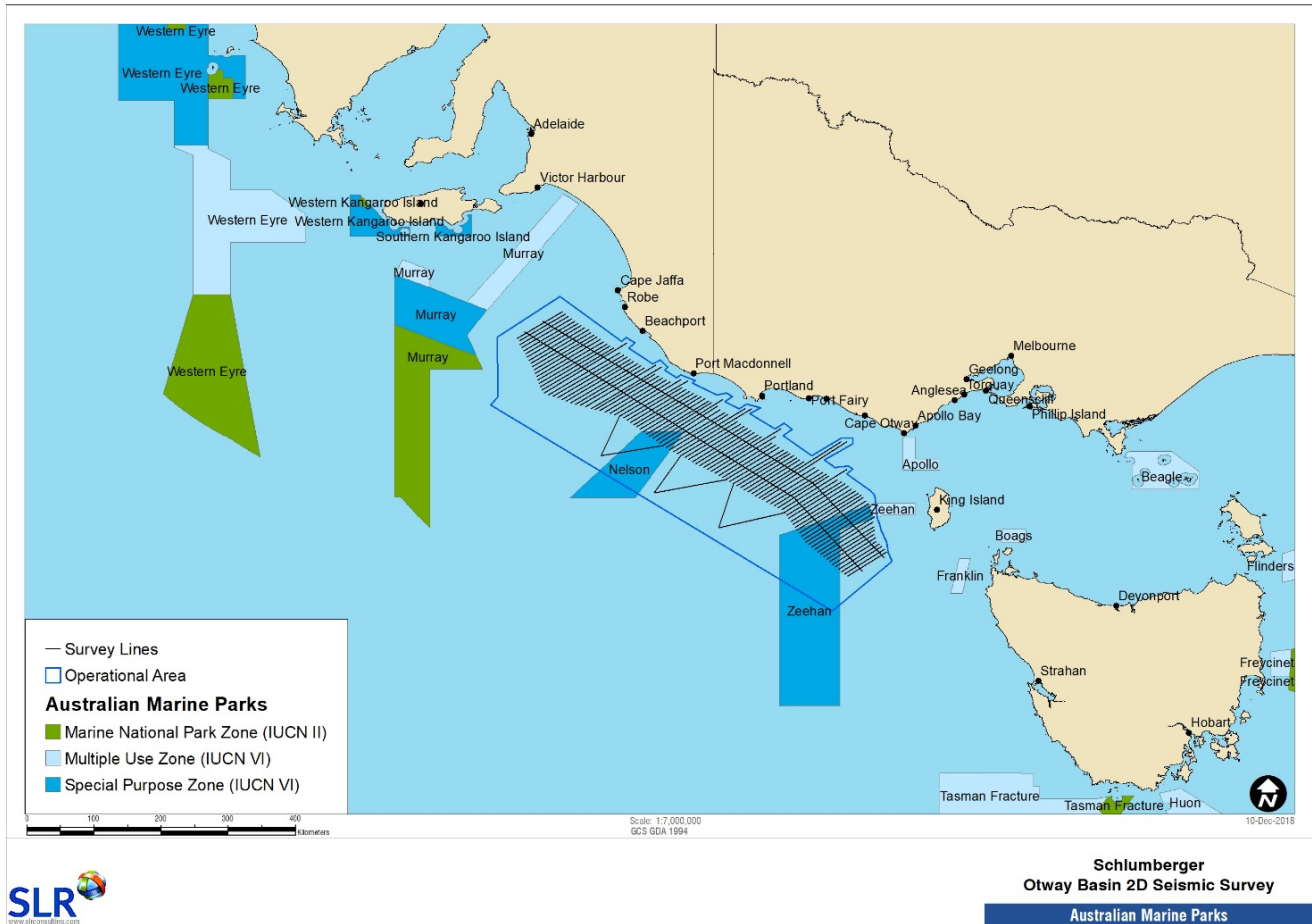 Western Eyre
Western Eyre
Western Eyre
Adelaide
Victor Harbour
Western Kangaroo Island
Western Eyre
Western Kangaroo Island
Southern Kangaroo Island
Murray
Murray
Cape Jaffa
Robe
Murray
Beachport
Melbourne
Murray
Port Macdonnell
Western Eyre
Geelong
Torquay
Portland
Anglesea
Queenscliff
Port Fairy
Phillip Island
Cape Otway
Apollo Bay
Apollo
Nelson
Beagle
King Island
Zeehan
Boags
Flinders
Franklin
Devonport
Zeehan
Survey Lines
Operational Area
Australian Marine Parks
Marine National Park Zone (IUCN II)
Multiple Use Zone (IUCN VI)
Special Purpose Zone (IUCN VI)
Freycinet
Strahan
Freycinet
Hobart
Tasman Fracture
Tasman Fracture
Huon
N
0 100 200 300 400
Kilometers
Scale: 1:7,000,000
GCS GDA 1994
10-Dec-2018
SLR
www.slrconsulting.com
Schlumberger
Otway Basin 2D Seismic Survey
Australian Marine Parks